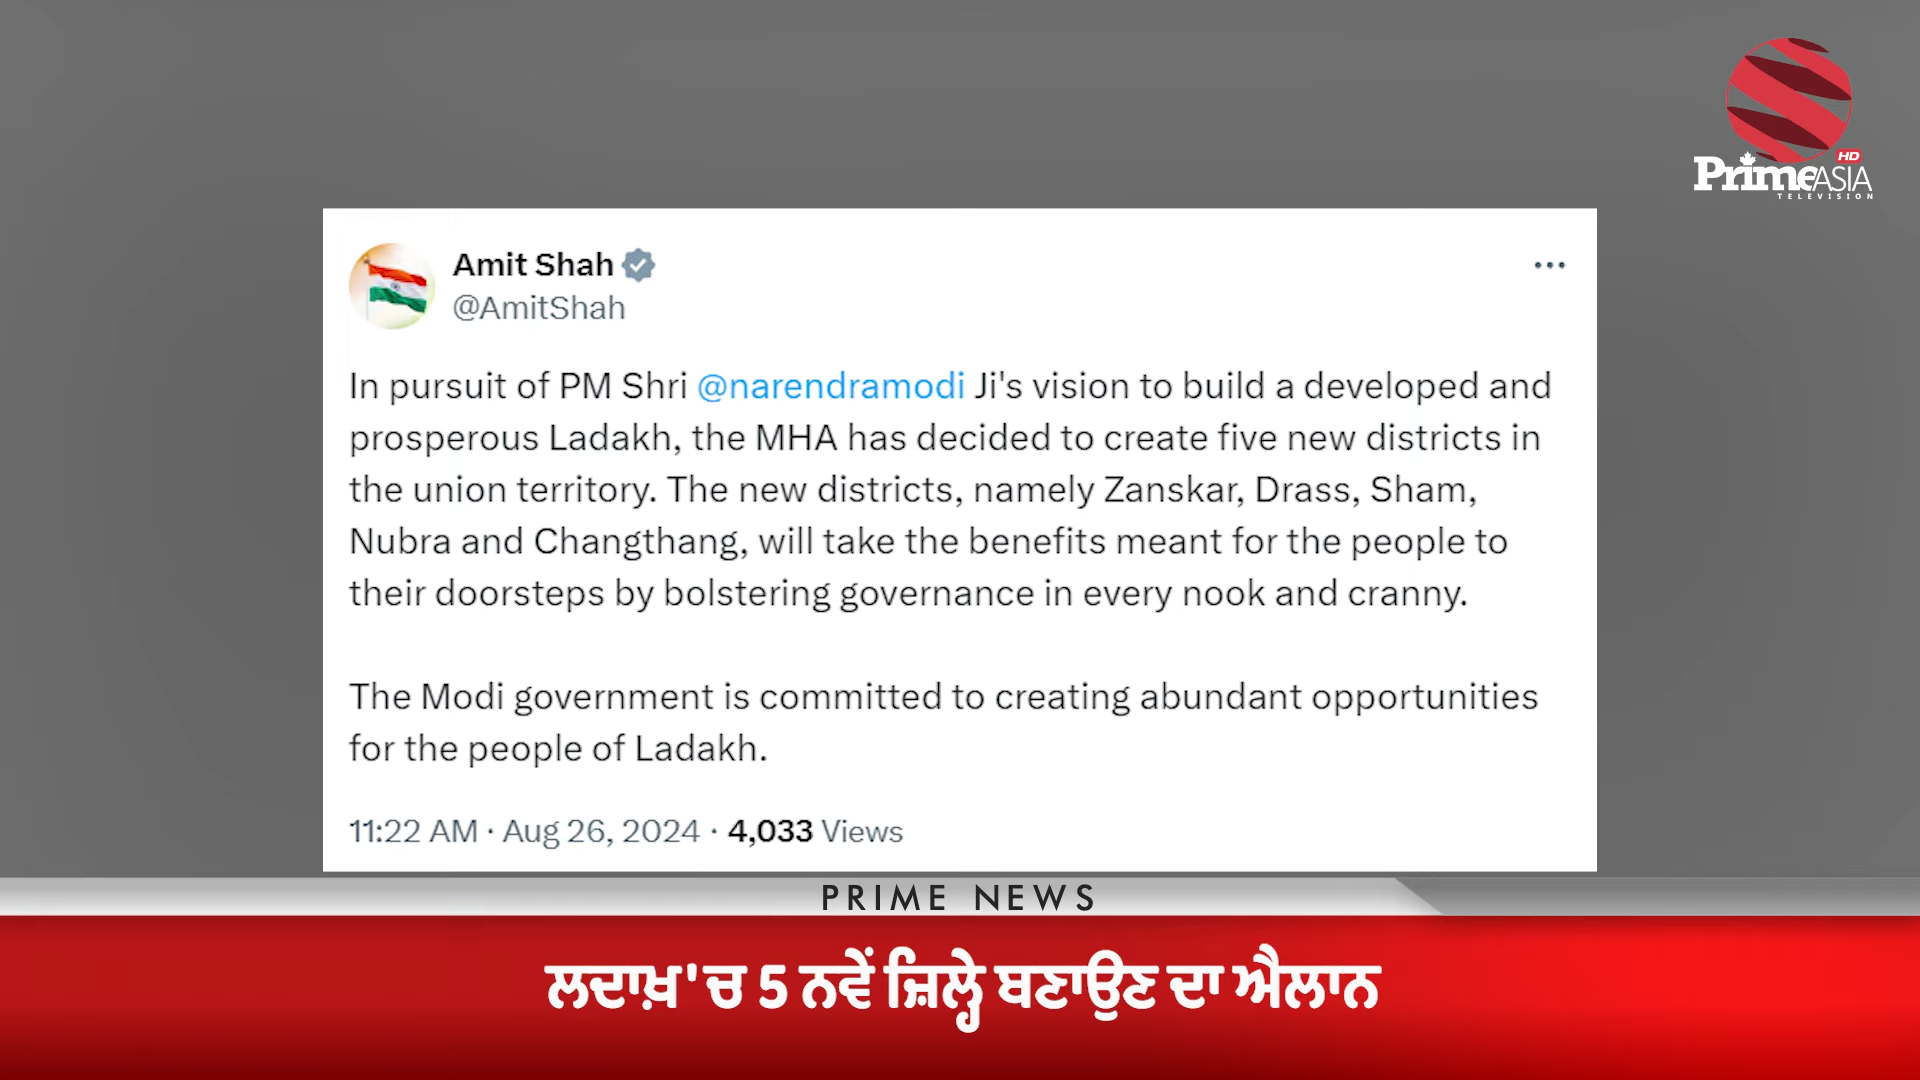 HD
PrimeASIA
TELEVISION
Amit Shah
@AmitShah
In pursuit of PM Shri @narendramodi Ji's vision to build a developed and
prosperous Ladakh, the MHA has decided to create five new districts in
the union territory. The new districts, namely Zanskar, Drass, Sham,
Nubra and Changthang, will take the benefits meant for the people to
their doorsteps by bolstering governance in every nook and cranny.
The Modi government is committed to creating abundant opportunities
for the people of Ladakh.
11:22 AM · Aug 26, 2024 · 4,033 Views
PRIME NEWS
ਲਦਾਖ਼'ਚ 5 ਨਵੇਂ ਜ਼ਿਲ੍ਹੇ ਬਣਾਉਣ ਦਾ ਐਲਾਨ